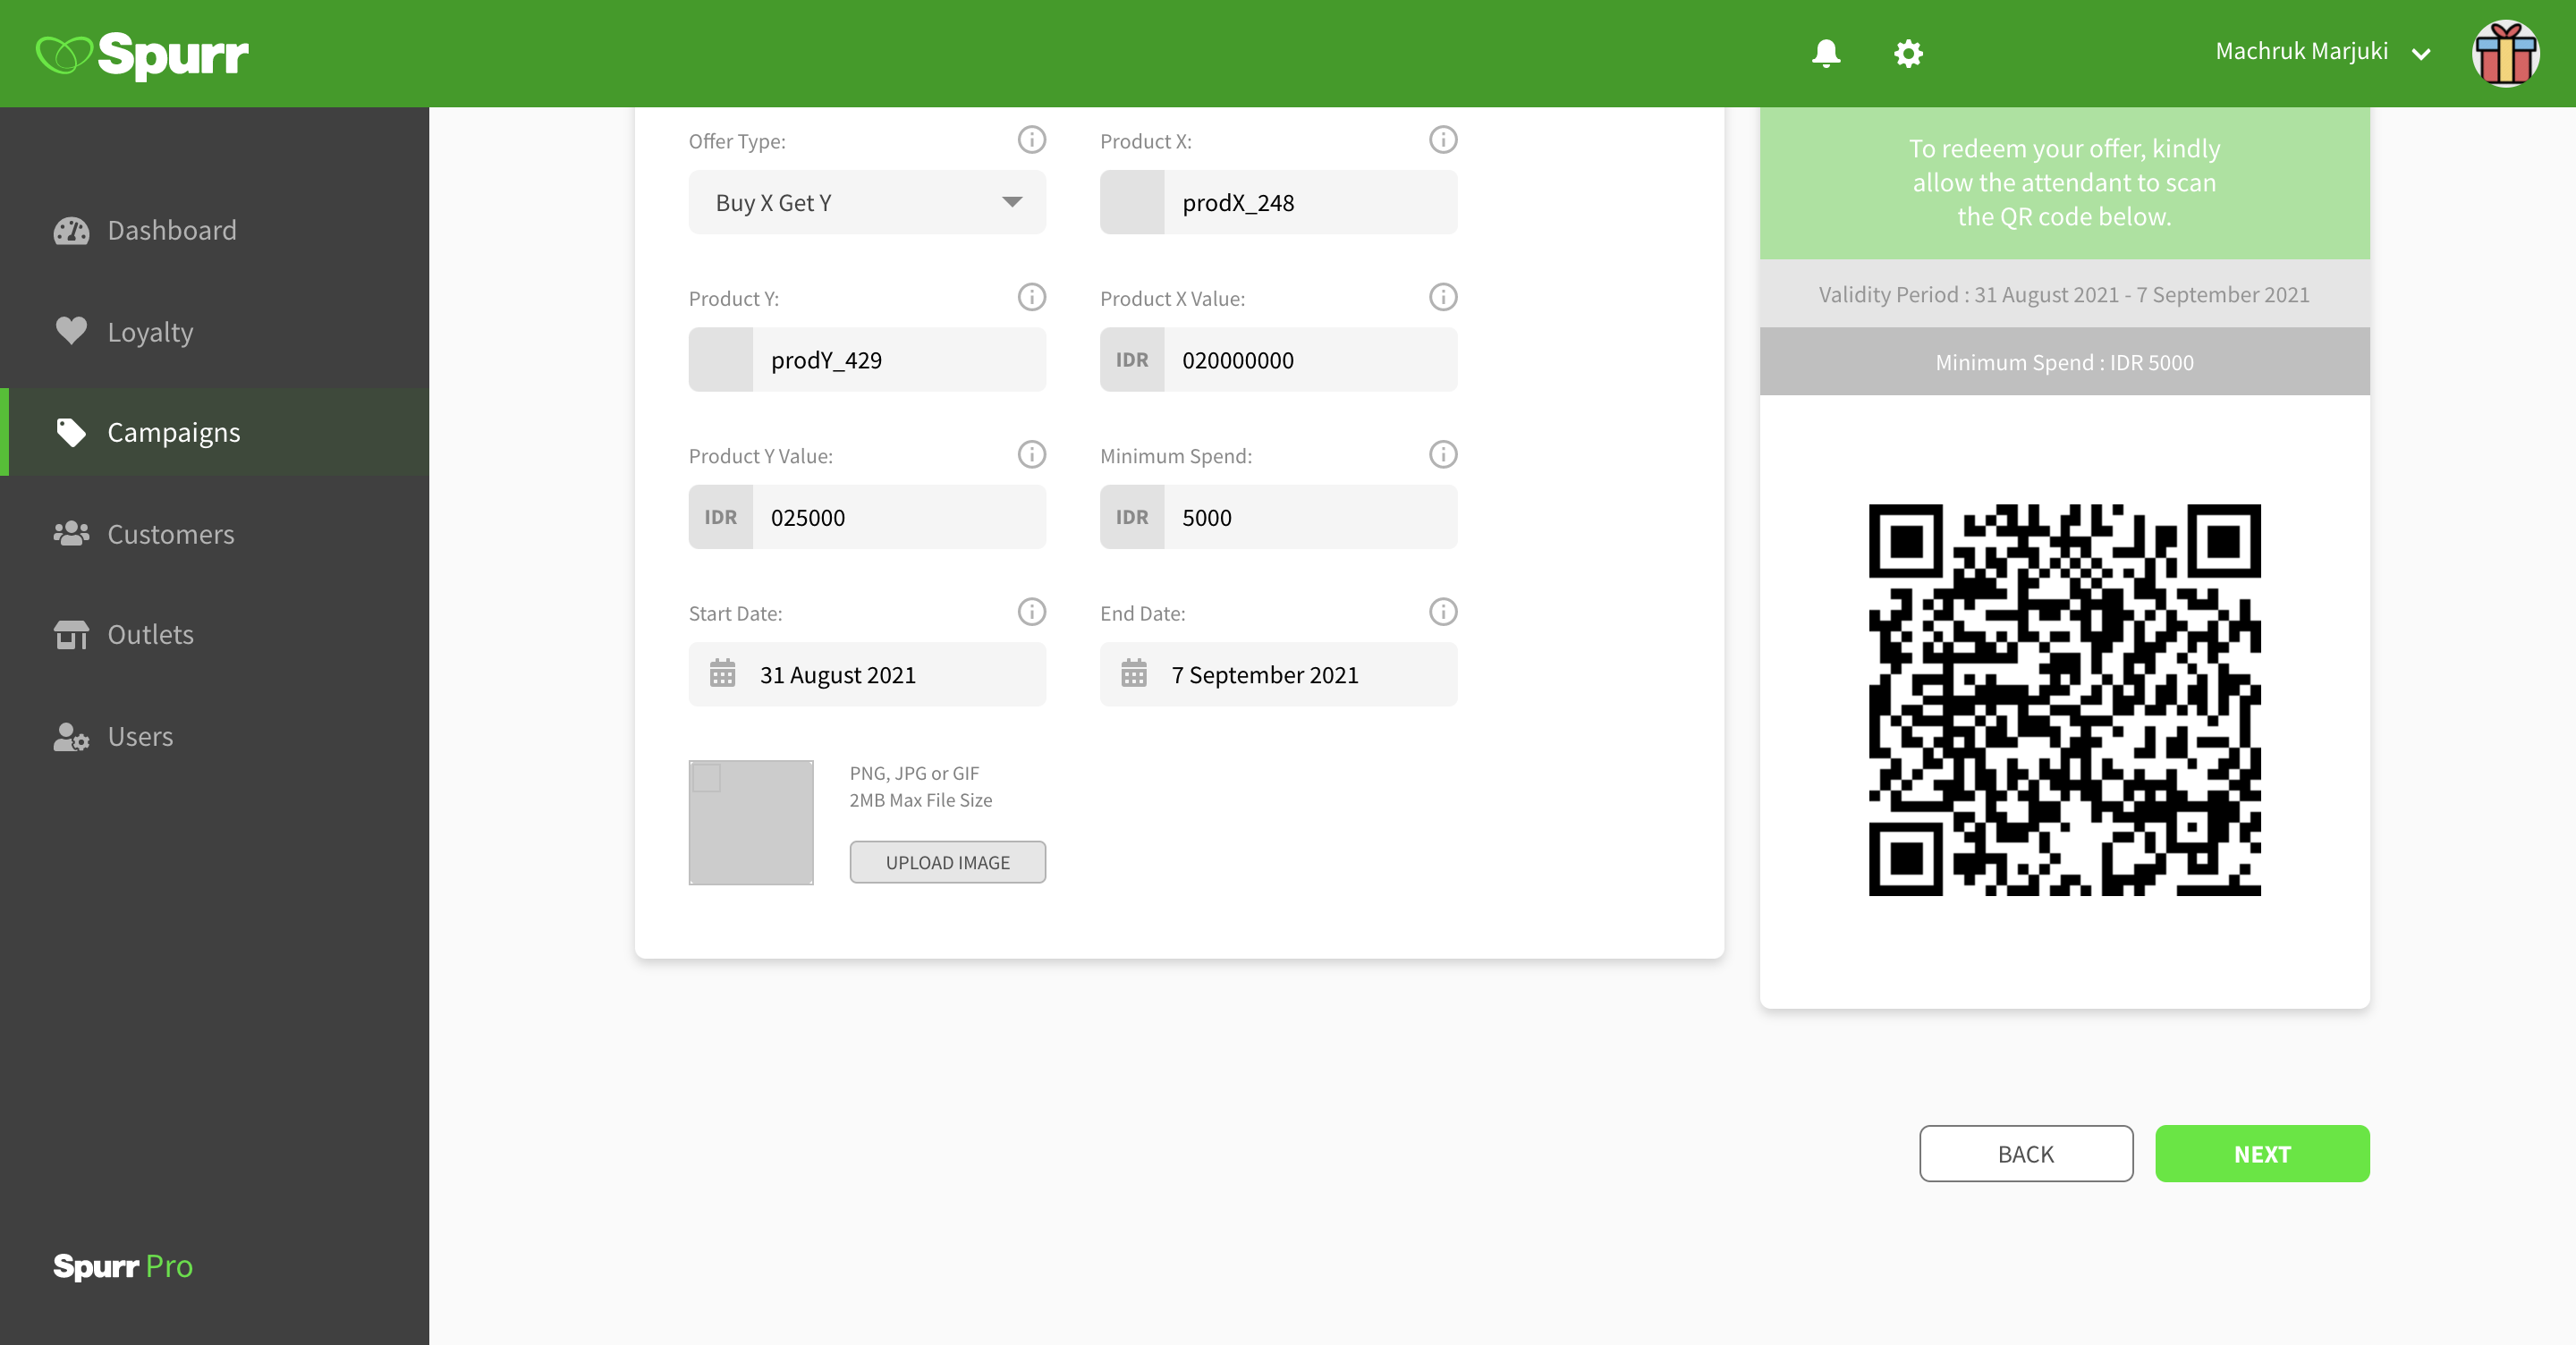 Spurr
Machruk Marjuki
Dashboard
Loyalty
Campaigns
Customers
Outlets
Users
Spurr Pro
Offer Type:
Buy X Get Y
Product X:
prodX_248
Product Y:
prodY_429
Product X Value:
IDR 020000000
Product Y Value:
IDR 025000
Minimum Spend:
IDR 5000
Start Date:
31 August 2021
End Date:
7 September 2021
PNG, JPG or GIF
2MB Max File Size
UPLOAD IMAGE
To redeem your offer, kindly
allow the attendant to scan
the QR code below.
Validity Period : 31 August 2021 - 7 September 2021
Minimum Spend : IDR 5000
BACK
NEXT